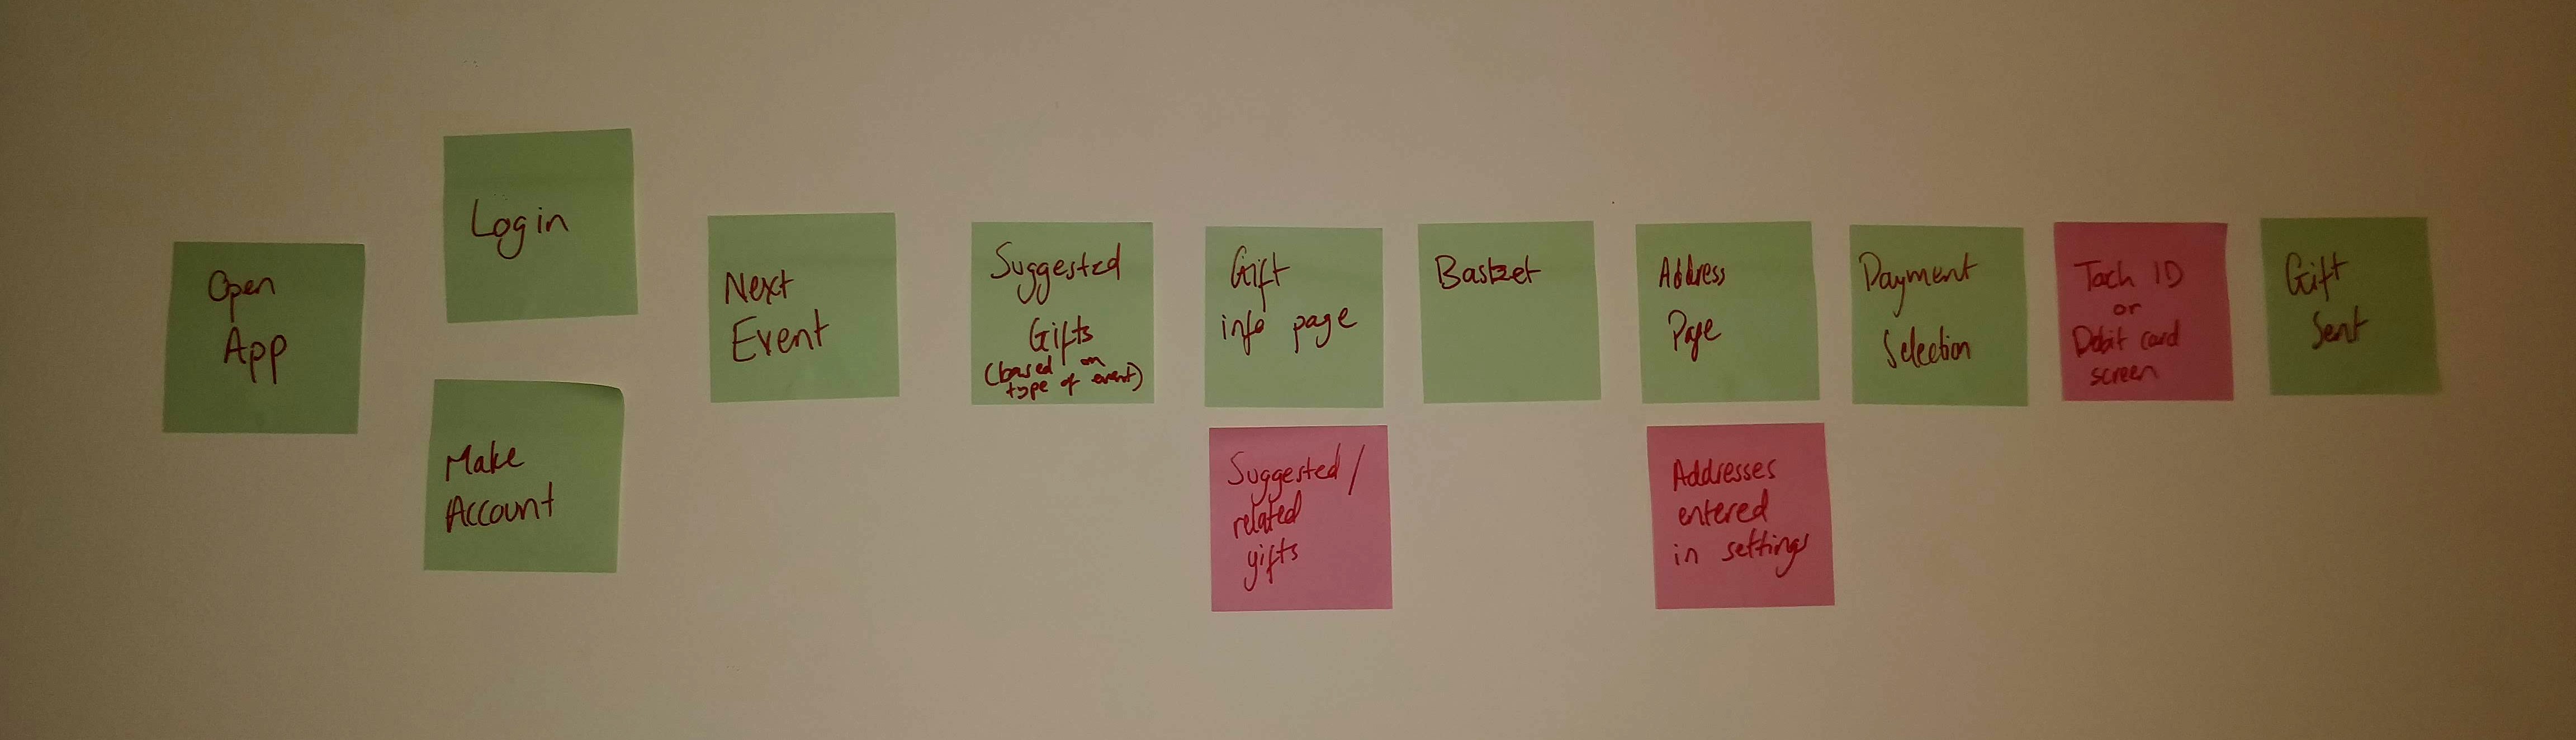 Open
App
Login
Make
Account
Next
Event
Suggested
Gifts
(based on
type of event)
Gift
info page
Suggested/
related
gifts
Basket
Address
Page
Addresses
entered
in settings
Payment
Selection
Tach ID
or
Debit card
screen
Gift
Sent